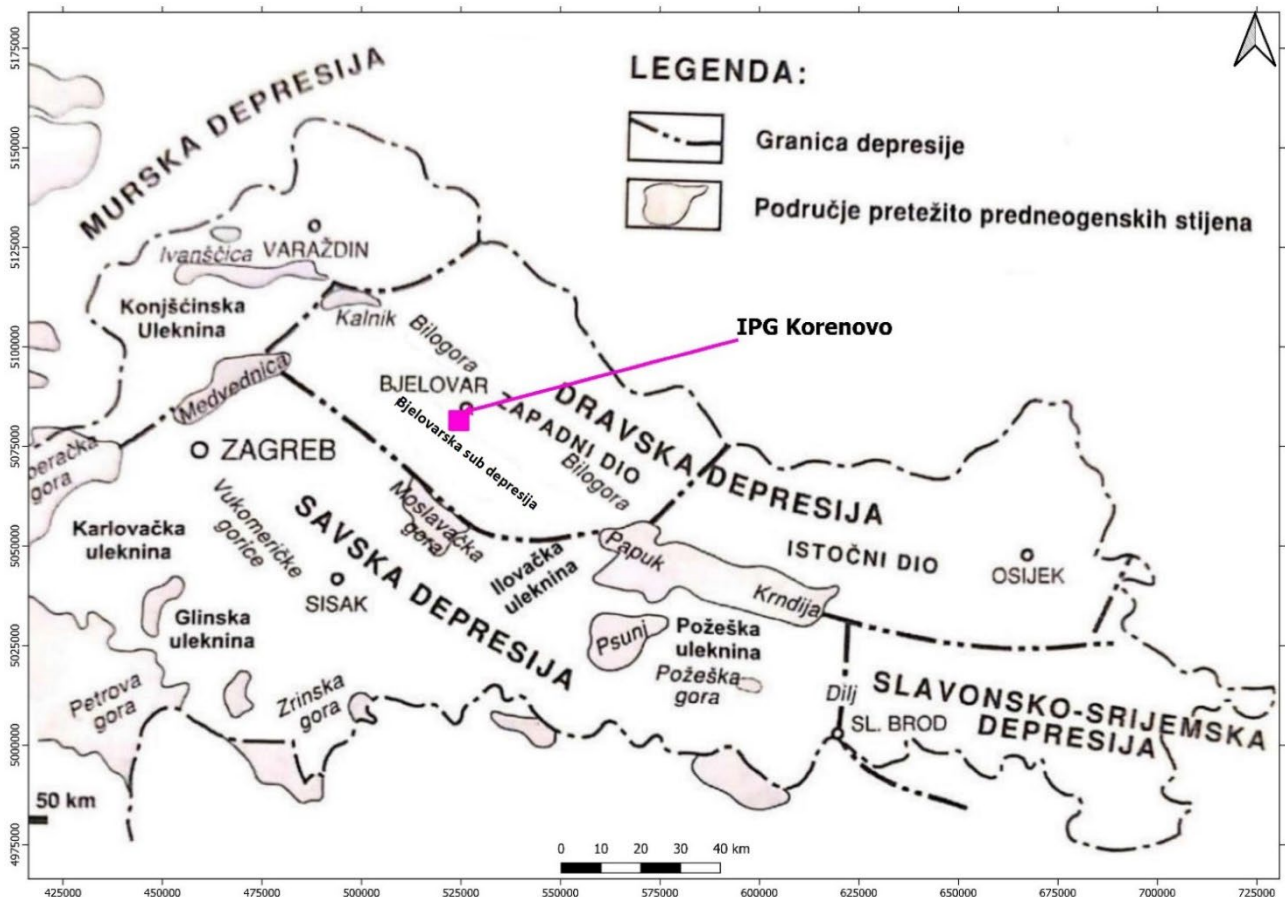 MURSKA DEPRESIJA
LEGENDA:
Granica depresije
Područje pretežito predneogenskih stijena
Ivanščica
VARAŽDIN
Konjšćinska
Uleknina
Kalnik
Bilogora
IPG Korenovo
Medvednica
BJELOVAR
Bjelovarska sub depresija
DRAVSKA DEPRESIJA
ZAPADNI DIO
Bilogora
ZAGREB
beračka
gora
Karlovačka
uleknina
Vukomeričke
gorice
SAVSKA DEPRESIJA
Moslavačka
gora
Ilovačka
uleknina
Papuk
ISTOČNI DIO
OSIJEK
SISAK
Krndija
Glinska
uleknina
Psunj
Požeška
uleknina
Požeška
gora
Petrova
gora
Zrinska
gora
Dilj
SLAVONSKO-SRIJEMSKA
DEPRESIJA
SL. BROD
50 km
0 10 20 30 40 km
5175000
5150000
5125000
5100000
5075000
5050000
5025000
5000000
4975000
425000 450000 475000 500000 525000 550000 575000 600000 625000 650000 675000 700000 725000